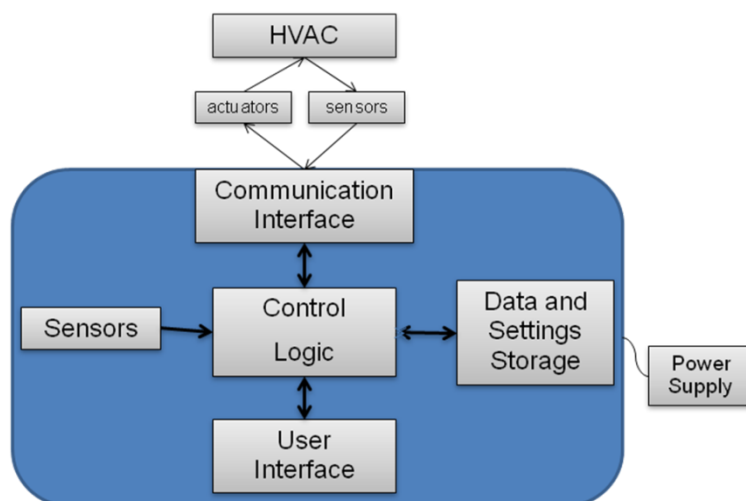 HVAC
actuators
sensors
Communication
Interface
Sensors
Control
Logic
Data and
Settings
Storage
Power
Supply
User
Interface